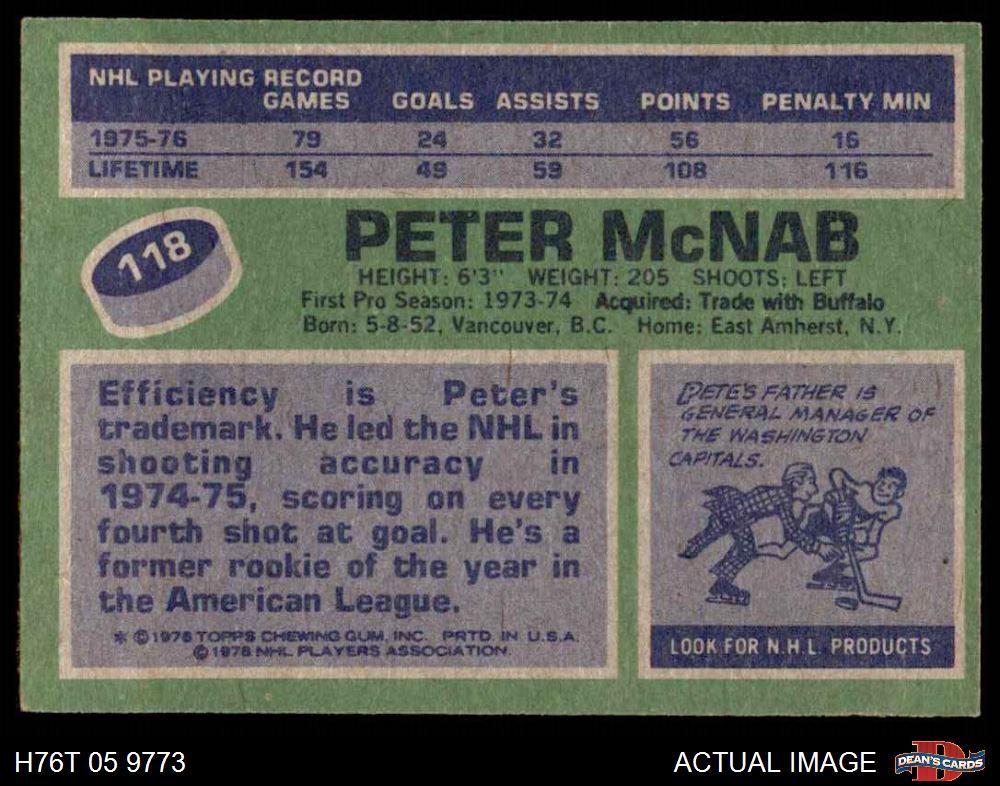 NHL PLAYING RECORD
GAMES GOALS ASSISTS POINTS PENALTY MIN
1975-76 79 24 32 56 16
LIFETIME 154 49 59 108 116
118
PETER McNAB
HEIGHT: 6'3" WEIGHT: 205 SHOOTS: LEFT
First Pro Season: 1973-74 Acquired: Trade with Buffalo
Born: 5-8-52, Vancouver, B.C. Home: East Amherst, N.Y.
Efficiency is Peter's
trademark. He led the NHL in
shooting accuracy in
1974-75, scoring on every
fourth shot at goal. He's a
former rookie of the year in
the American League.
* © 1976 TOPPS CHEWING GUM, INC. PRTD. IN U.S.A.
© 1976 NHL PLAYERS ASSOCIATION.
PETE'S FATHER IS
GENERAL MANAGER OF
THE WASHINGTON
CAPITALS.
LOOK FOR N.H.L. PRODUCTS
H76T 05 9773 ACTUAL IMAGE
D
DEAN'S CARDS